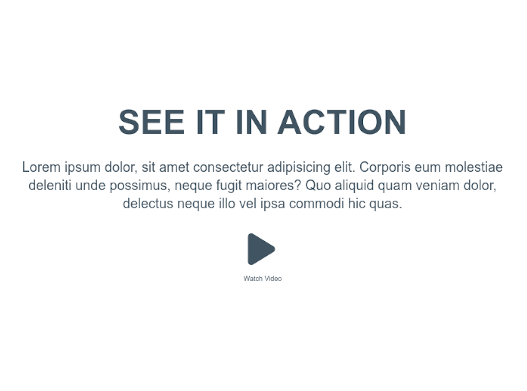 SEE IT IN ACTION
Lorem ipsum dolor, sit amet consectetur adipisicing elit. Corporis eum molestiae
deleniti unde possimus, neque fugit maiores? Quo aliquid quam veniam dolor,
delectus neque illo vel ipsa commodi hic quas.
Watch Video